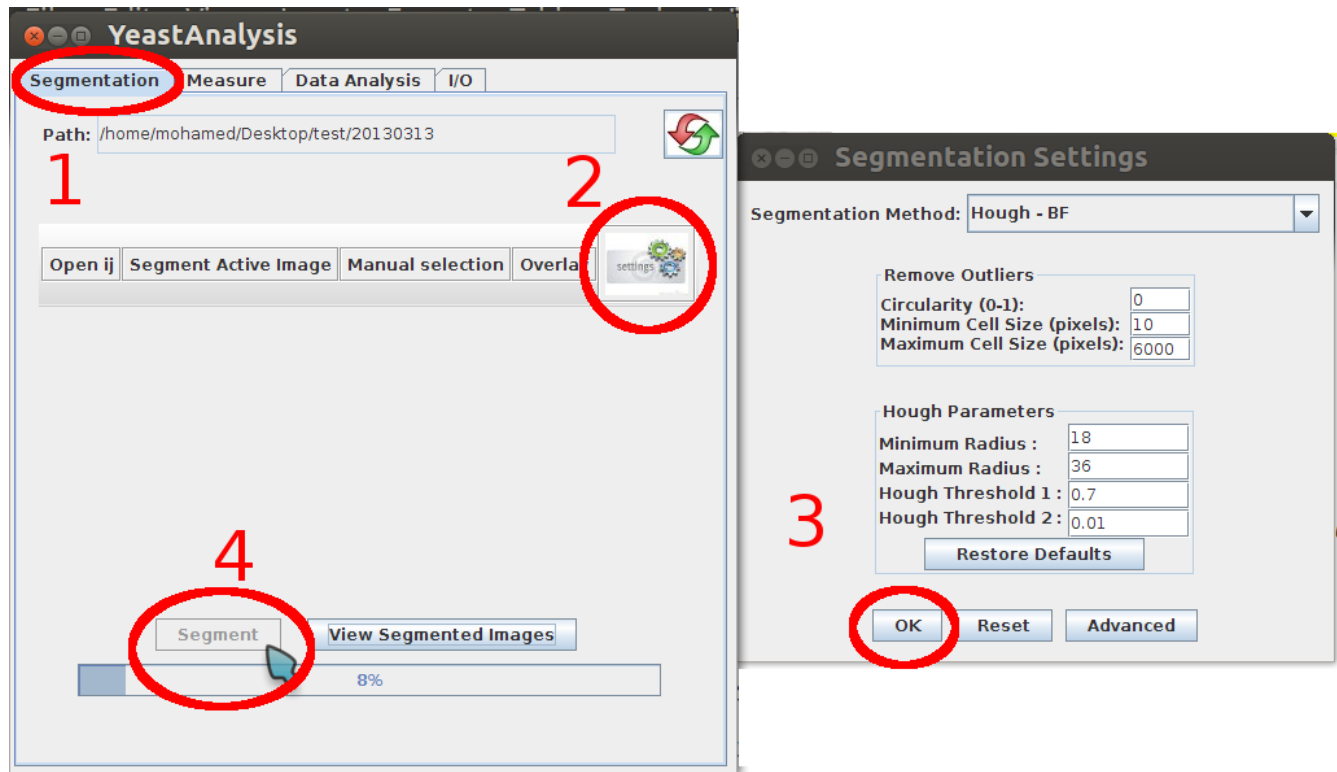 YeastAnalysis
Segmentation Measure Data Analysis I/O
Path: /home/mohamed/Desktop/test/20130313
1
2
Open ij Segment Active Image Manual selection settings
4
Segment View Segmented Images
8%
Segmentation Settings
Segmentation Method: Hough - BF
Remove Outliers
Circularity (0-1): 0
Minimum Cell Size (pixels): 10
Maximum Cell Size (pixels): 6000
Hough Parameters
Minimum Radius : 18
Maximum Radius : 36
Hough Threshold 1 : 0.7
Hough Threshold 2 : 0.01
3
Restore Defaults
OK Reset Advanced